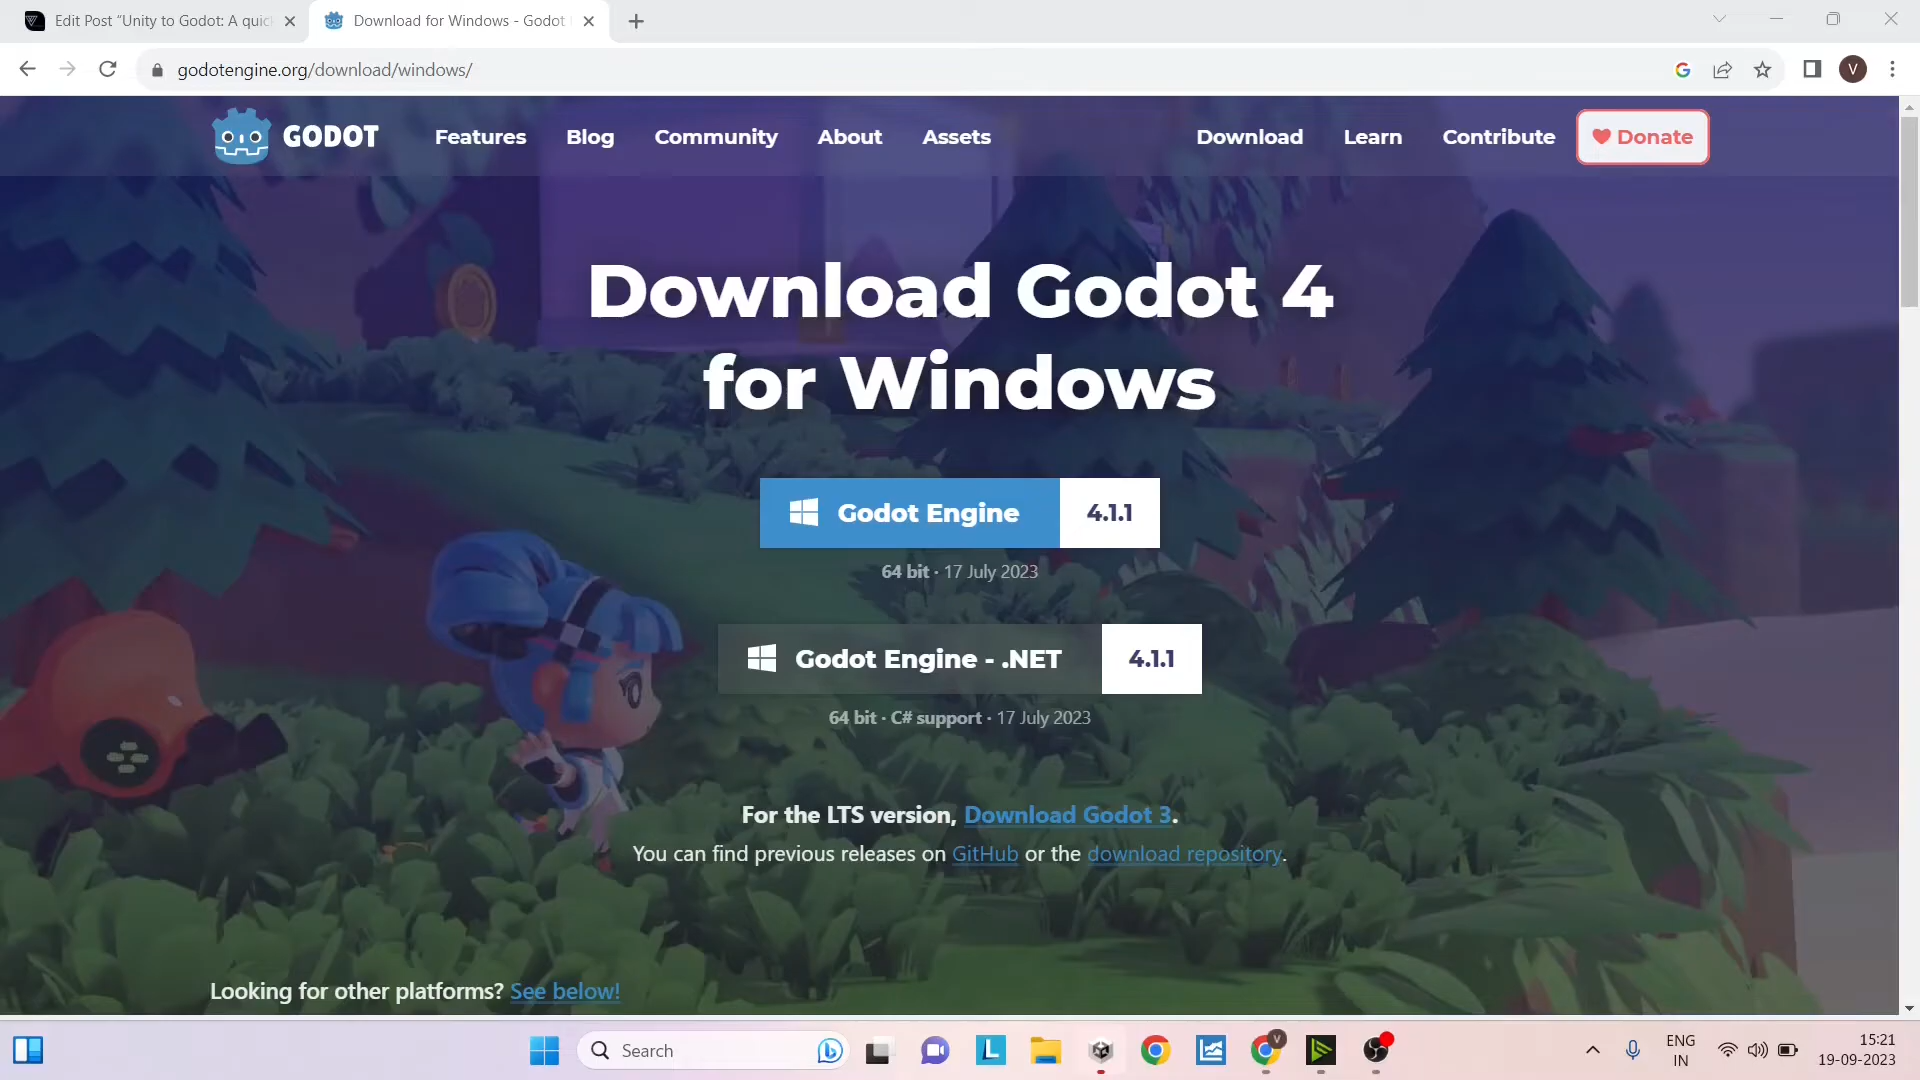 Edit Post “Unity to Godot: A quic
Download for Windows - Godot
godotengine.org/download/windows/
V
GODOT
Features
Blog
Community
About
Assets
Download
Learn
Contribute
Donate
Download Godot 4
for Windows
Godot Engine 4.1.1
64 bit · 17 July 2023
Godot Engine - .NET 4.1.1
64 bit · C# support · 17 July 2023
For the LTS version, Download Godot 3.
You can find previous releases on GitHub or the download repository.
Looking for other platforms? See below!
Search
L
V
ENG
IN
15:21
19-09-2023